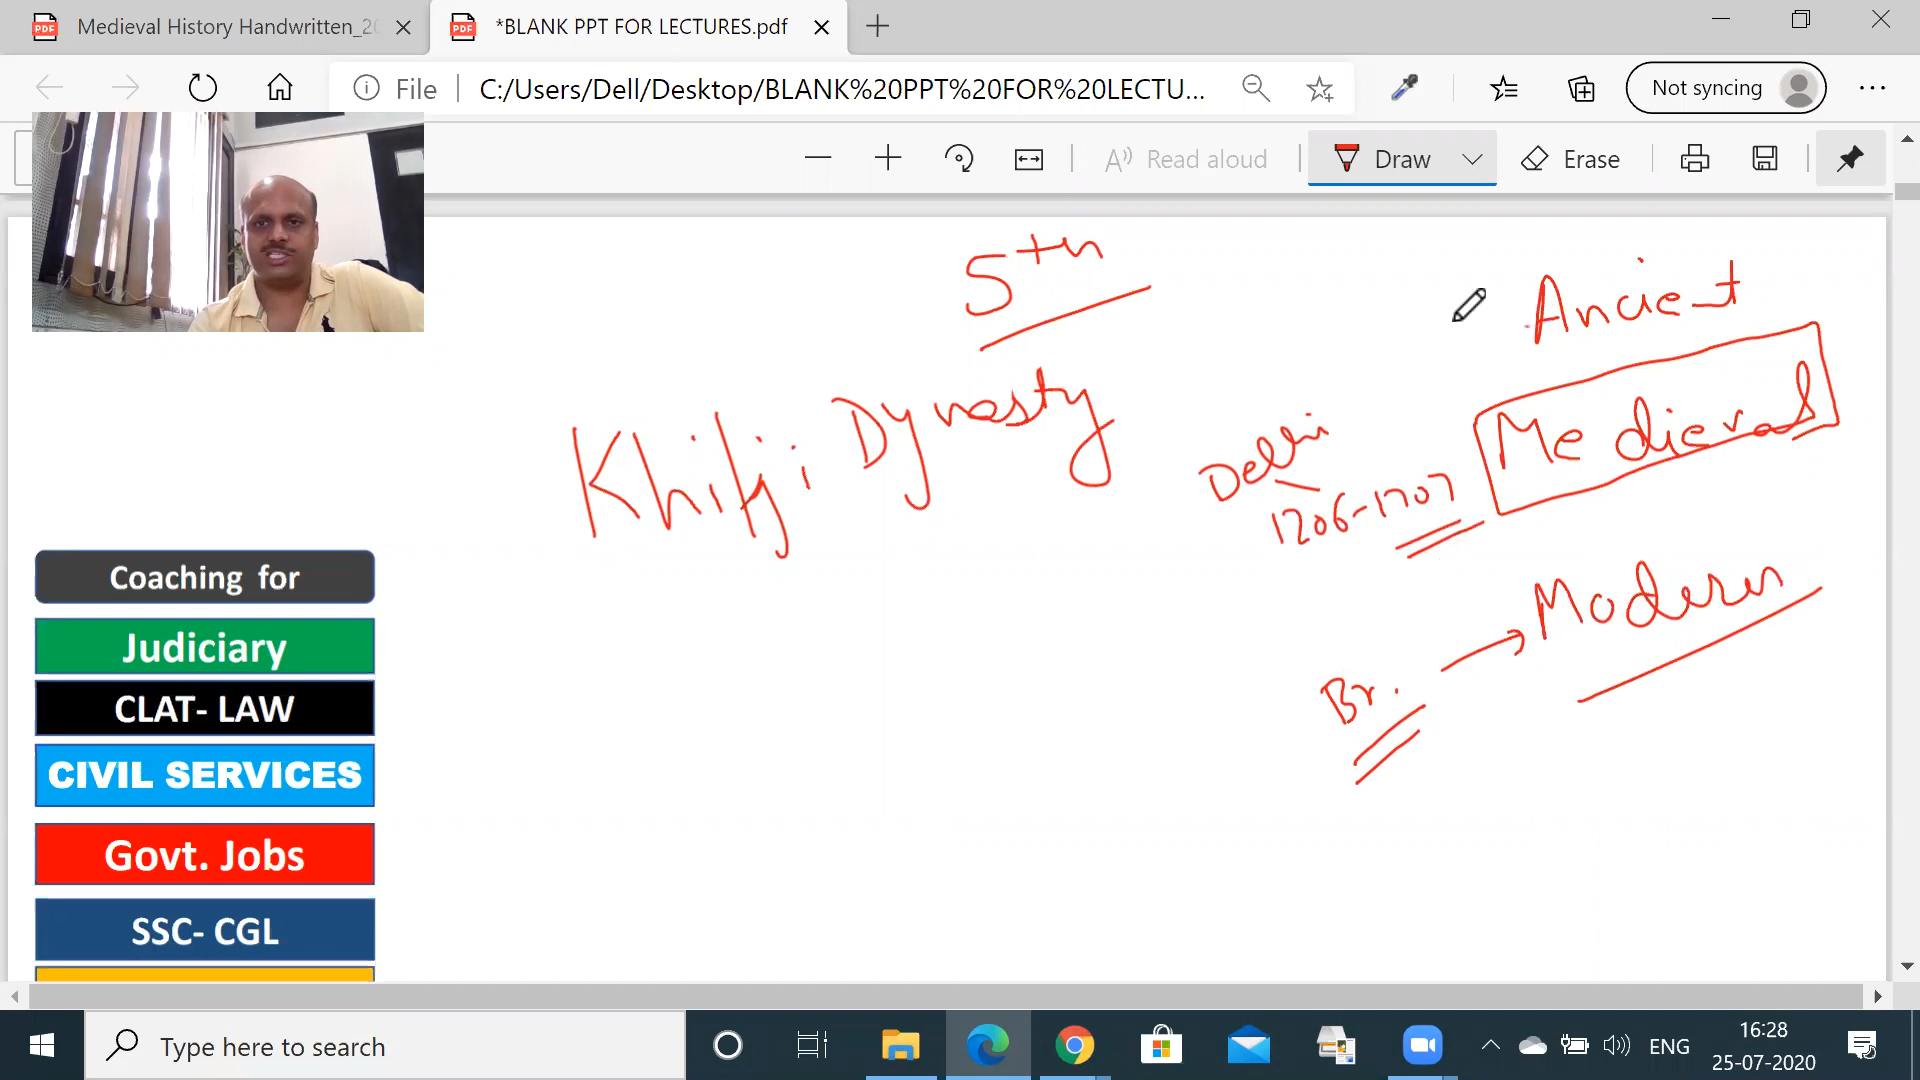 Medieval History Handwritten_20
*BLANK PPT FOR LECTURES.pdf
File
C:/Users/Dell/Desktop/BLANK%20PPT%20FOR%20LECTU...
Not syncing
Read aloud
Draw
Erase
5th
Ancient
Khilji Dynasty
Medieval
Delhi
1206-1707
Modern
Br.
Coaching for
Judiciary
CLAT- LAW
CIVIL SERVICES
Govt. Jobs
SSC- CGL
Type here to search
ENG
16:28
25-07-2020